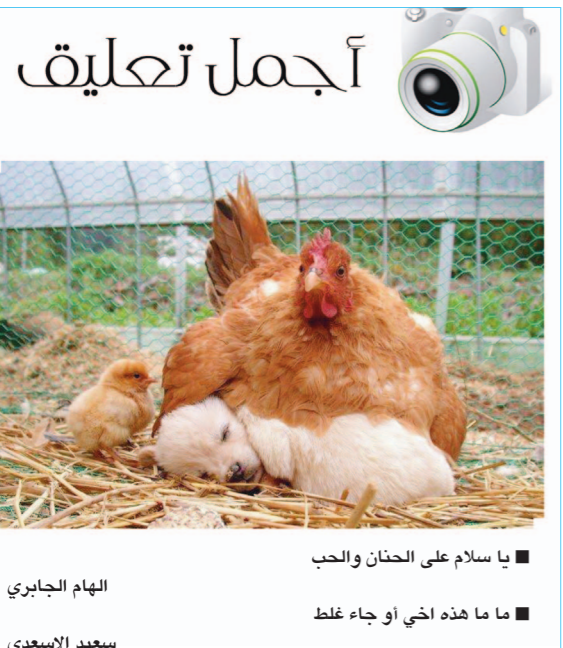 أجمل تعليق
■ يا سلام على الحنان والحب
الهام الجابري
■ ما ما هذه اخي أو جاء غلط
سعيد الاسعدي